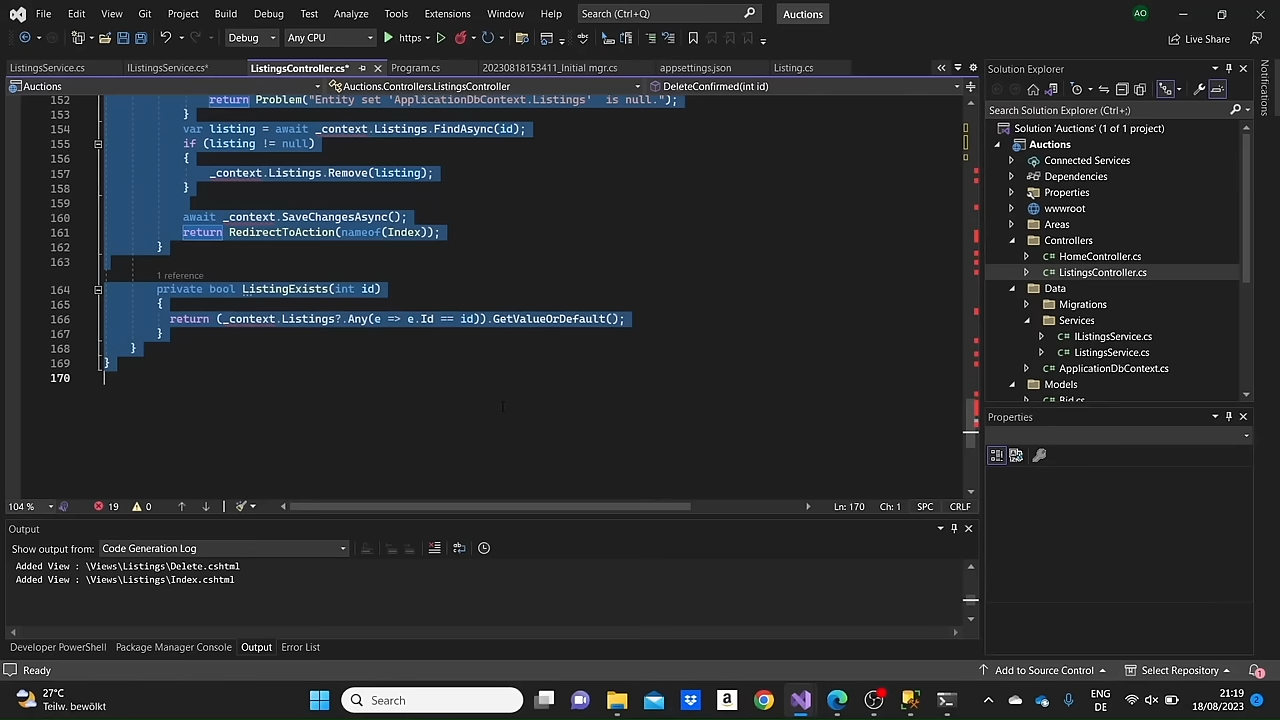 File Edit View Git Project Build Debug Test Analyze Tools Extensions Window Help Search (Ctrl+Q) Auctions AO
Debug Any CPU https Live Share
ListingsService.cs IListingsService.cs* ListingsController.cs* Program.cs 20230818153411_Initial mgr.cs appsettings.json Listing.cs
Auctions Auctions.Controllers.ListingsController DeleteConfirmed(int id)
152 return Problem("Entity set 'ApplicationDbContext.Listings'  is null.");
153 }
154 var listing = await _context.Listings.FindAsync(id);
155 if (listing != null)
156 {
157 _context.Listings.Remove(listing);
158 }
159
160 await _context.SaveChangesAsync();
161 return RedirectToAction(nameof(Index));
162 }
163
1 reference
164 private bool ListingExists(int id)
165 {
166 return (_context.Listings?.Any(e => e.Id == id)).GetValueOrDefault();
167 }
168 }
169 }
170
104 % 19 0 Ln: 170 Ch: 1 SPC CRLF
Output
Show output from: Code Generation Log
Added View : \Views\Listings\Delete.cshtml
Added View : \Views\Listings\Index.cshtml
Developer PowerShell Package Manager Console Output Error List
Solution Explorer
Search Solution Explorer (Ctrl+;)
Solution 'Auctions' (1 of 1 project)
Auctions
Connected Services
Dependencies
Properties
wwwroot
Areas
Controllers
C# HomeController.cs
C# ListingsController.cs
Data
Migrations
Services
C# IListingsService.cs
C# ListingsService.cs
C# ApplicationDbContext.cs
Models
C# Bid.cs
Properties
Notifications
Ready Add to Source Control Select Repository 1
27°C
Teilw. bewölkt
Search
ENG
DE
21:19
18/08/2023
2